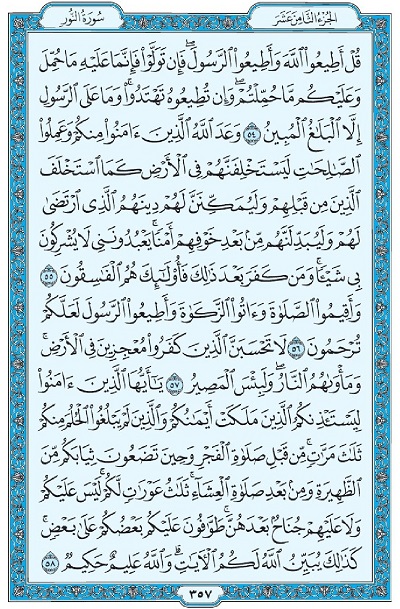 الجزء الثامن عشر
سورة النور
قُلْ أَطِيعُوا۟ ٱللَّهَ وَأَطِيعُوا۟ ٱلرَّسُولَ ۖ فَإِن تَوَلَّوْا۟ فَإِنَّمَا عَلَيْهِ مَا حُمِّلَ
وَعَلَيْكُم مَّا حُمِّلْتُمْ ۖ وَإِن تُطِيعُوهُ تَهْتَدُوا۟ ۚ وَمَا عَلَى ٱلرَّسُولِ
إِلَّا ٱلْبَلَٰغُ ٱلْمُبِينُ ٥٤ وَعَدَ ٱللَّهُ ٱلَّذِينَ ءَامَنُوا۟ مِنكُمْ وَعَمِلُوا۟
ٱلصَّٰلِحَٰتِ لَيَسْتَخْلِفَنَّهُمْ فِى ٱلْأَرْضِ كَمَا ٱسْتَخْلَفَ
ٱلَّذِينَ مِن قَبْلِهِمْ وَلَيُمَكِّنَنَّ لَهُمْ دِينَهُمُ ٱلَّذِى ٱرْتَضَىٰ
لَهُمْ وَلَيُبَدِّلَنَّهُم مِّنۢ بَعْدِ خَوْفِهِمْ أَمْنًا ۚ يَعْبُدُونَنِى لَا يُشْرِكُونَ
بِى شَيْـًٔا ۚ وَمَن كَفَرَ بَعْدَ ذَٰلِكَ فَأُو۟لَٰٓئِكَ هُمُ ٱلْفَٰسِقُونَ ٥٥
وَأَقِيمُوا۟ ٱلصَّلَوٰةَ وَءَاتُوا۟ ٱلزَّكَوٰةَ وَأَطِيعُوا۟ ٱلرَّسُولَ لَعَلَّكُمْ
تُرْحَمُونَ ٥٦ لَا تَحْسَبَنَّ ٱلَّذِينَ كَفَرُوا۟ مُعْجِزِينَ فِى ٱلْأَرْضِ ۚ
وَمَأْوَىٰهُمُ ٱلنَّارُ ۖ وَلَبِئْسَ ٱلْمَصِيرُ ٥٧ يَٰٓأَيُّهَا ٱلَّذِينَ ءَامَنُوا۟
لِيَسْتَـْٔذِنكُمُ ٱلَّذِينَ مَلَكَتْ أَيْمَٰنُكُمْ وَٱلَّذِينَ لَمْ يَبْلُغُوا۟ ٱلْحُلُمَ مِنكُمْ
ثَلَٰثَ مَرَّٰتٍ ۚ مِّن قَبْلِ صَلَوٰةِ ٱلْفَجْرِ وَحِينَ تَضَعُونَ ثِيَابَكُم مِّنَ
ٱلظَّهِيرَةِ وَمِنۢ بَعْدِ صَلَوٰةِ ٱلْعِشَآءِ ۚ ثَلَٰثُ عَوْرَٰتٍ لَّكُمْ ۚ لَيْسَ عَلَيْكُمْ
وَلَا عَلَيْهِمْ جُنَاحٌۢ بَعْدَهُنَّ ۚ طَوَّٰفُونَ عَلَيْكُم بَعْضُكُمْ عَلَىٰ بَعْضٍ ۚ
كَذَٰلِكَ يُبَيِّنُ ٱللَّهُ لَكُمُ ٱلْءَايَٰتِ ۗ وَٱللَّهُ عَلِيمٌ حَكِيمٌ ٥٨
٣٥٧